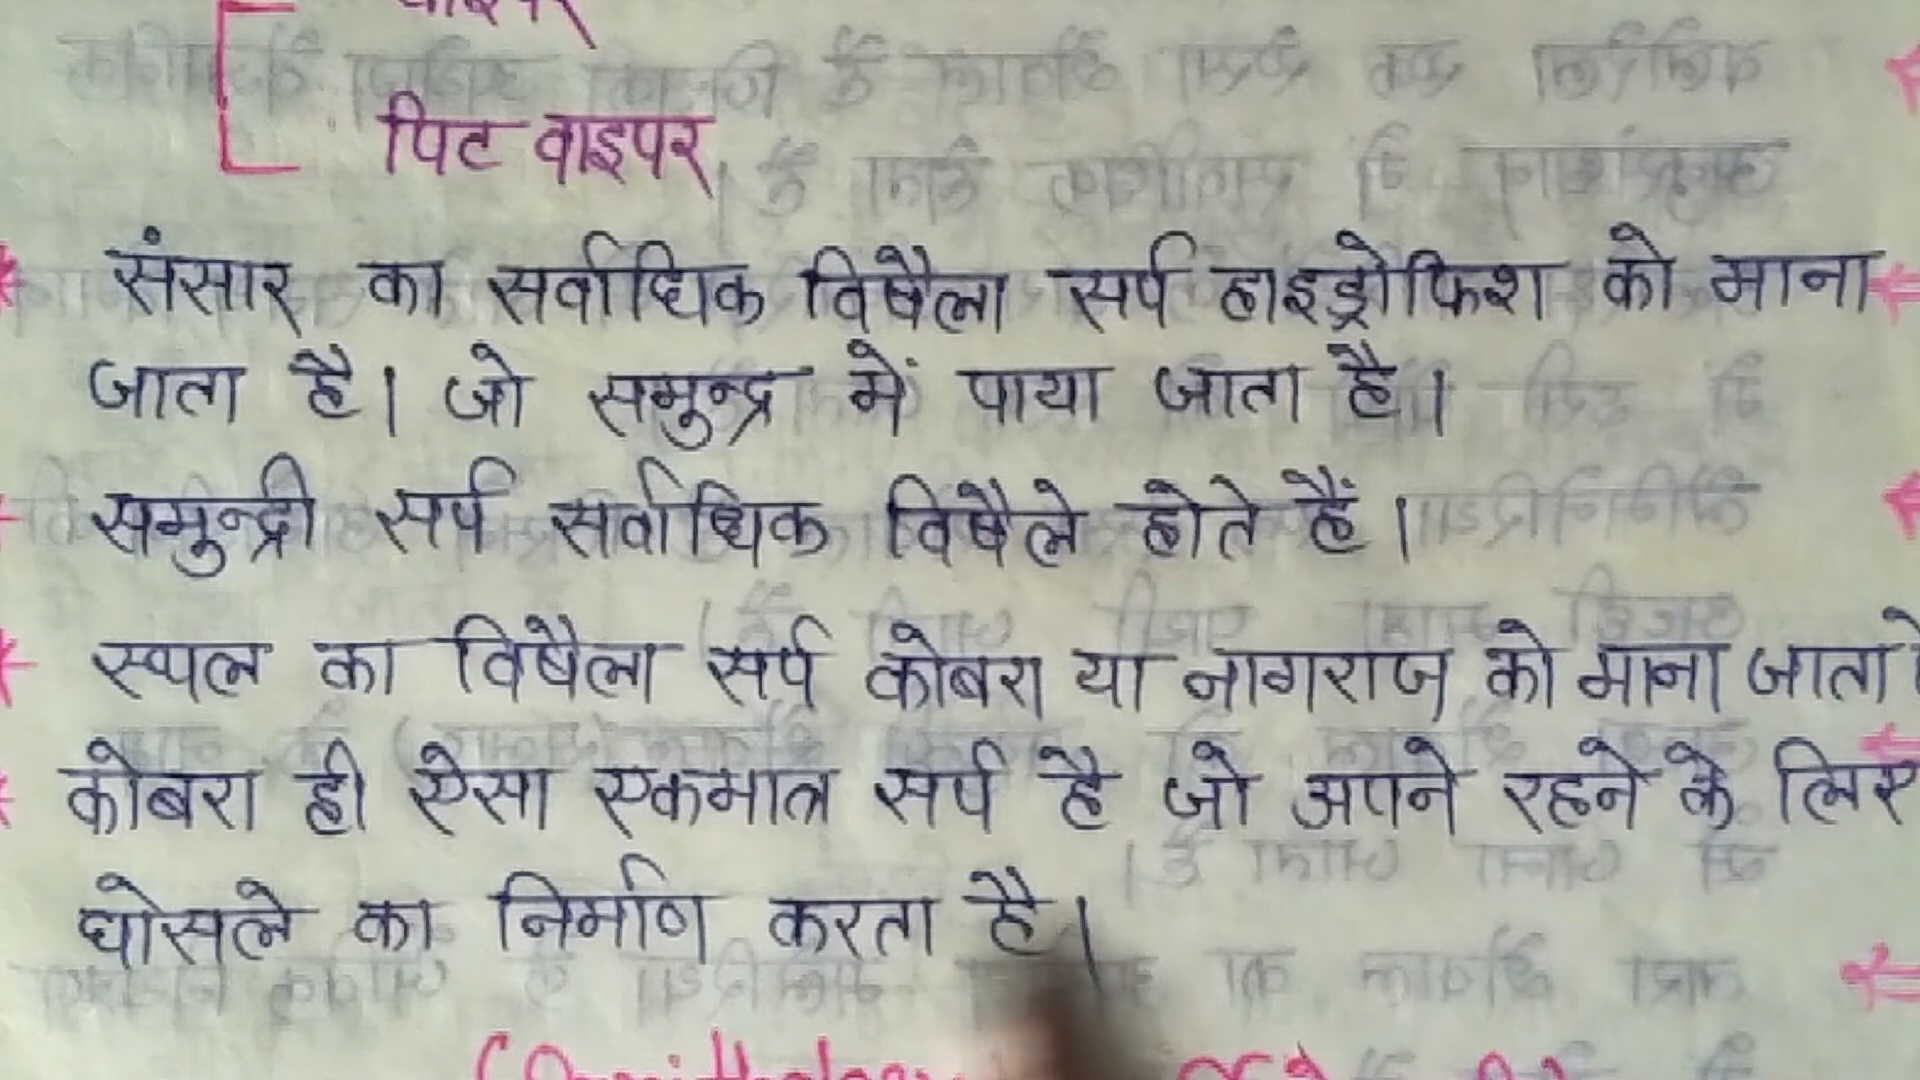 वाइपर
पिट वाइपर
संसार का सर्वाधिक विषैला सर्प हाइड्रोफिश को माना
जाता है। जो समुन्द्र में पाया जाता है।
समुन्द्री सर्प सर्वाधिक विषैले होते हैं।
स्थल का विषैला सर्प कोबरा या नागराज को माना जाता
कोबरा ही ऐसा एकमात्र सर्प है जो अपने रहने के लिए
घोसले का निर्माण करता है।